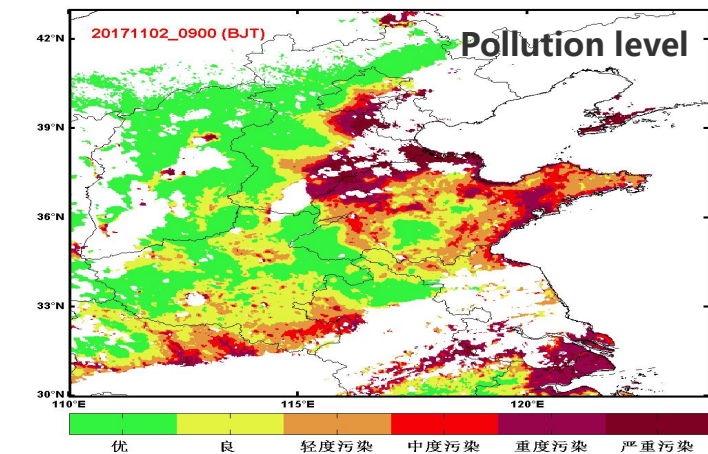 42°N
20171102_0900 (BJT)
Pollution level
39°N
36°N
33°N
30°N
110°E 115°E 120°E
优 良 轻度污染 中度污染 重度污染 严重污染